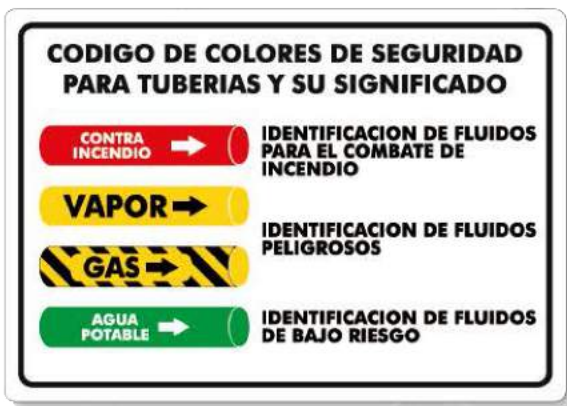 CODIGO DE COLORES DE SEGURIDAD
PARA TUBERIAS Y SU SIGNIFICADO
CONTRA
INCENDIO
IDENTIFICACION DE FLUIDOS
PARA EL COMBATE DE
INCENDIO
VAPOR
IDENTIFICACION DE FLUIDOS
PELIGROSOS
GAS
AGUA
POTABLE
IDENTIFICACION DE FLUIDOS
DE BAJO RIESGO